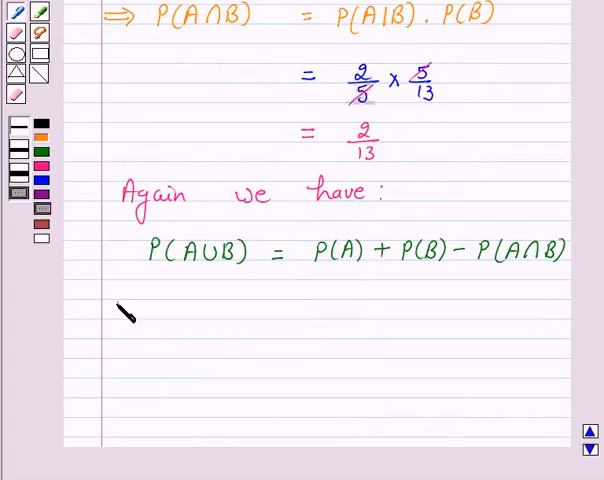 ⇒ P(A∩B) = P(A|B) . P(B)
= 2/5 × 5/13
= 2/13
Again we have :
P(A∪B) = P(A) + P(B) − P(A∩B)